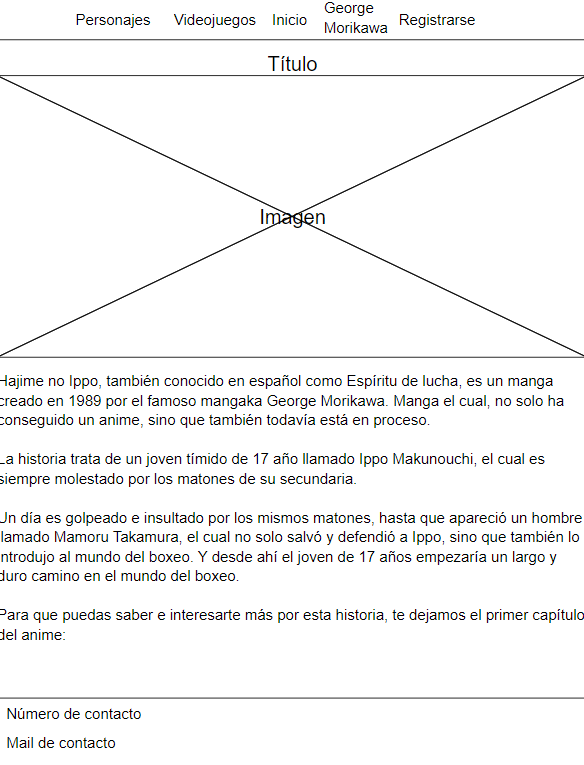 Personajes Videojuegos Inicio George Morikawa Registrarse
Título
Imagen
Hajime no Ippo, también conocido en español como Espíritu de lucha, es un manga
creado en 1989 por el famoso mangaka George Morikawa. Manga el cual, no solo ha
conseguido un anime, sino que también todavía está en proceso.
La historia trata de un joven tímido de 17 año llamado Ippo Makunouchi, el cual es
siempre molestado por los matones de su secundaria.
Un día es golpeado e insultado por los mismos matones, hasta que apareció un hombre
llamado Mamoru Takamura, el cual no solo salvó y defendió a Ippo, sino que también lo
introdujo al mundo del boxeo. Y desde ahí el joven de 17 años empezaría un largo y
duro camino en el mundo del boxeo.
Para que puedas saber e interesarte más por esta historia, te dejamos el primer capítulo
del anime:
Número de contacto
Mail de contacto